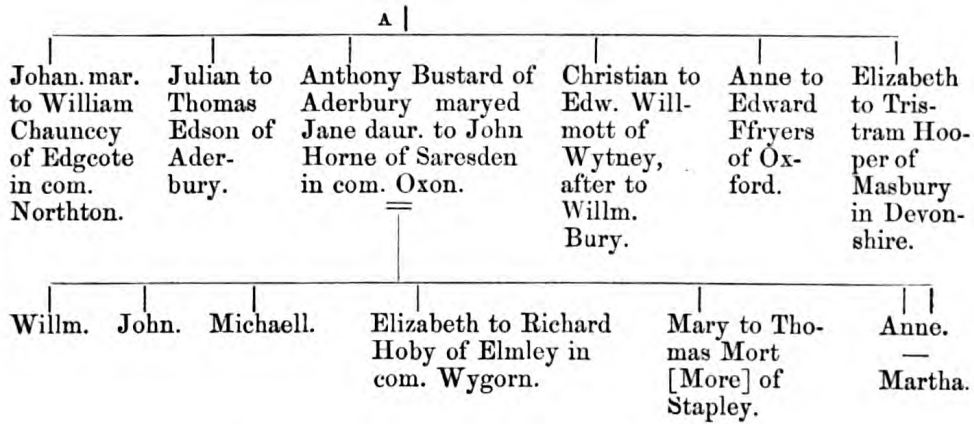 A
Johan. mar.
to William
Chauncey
of Edgcote
in com.
Northton.
Julian to
Thomas
Edson of
Ader-
bury.
Anthony Bustard of
Aderbury maryed
Jane daur. to John
Horne of Saresden
in com. Oxon.
Christian to
Edw. Will-
mott of
Wytney,
after to
Willm.
Bury.
Anne to
Edward
Ffryers
of Ox-
ford.
Elizabeth
to Tris-
tram Hoo-
per of
Masbury
in Devon-
shire.
Willm.
John.
Michaell.
Elizabeth to Richard
Hoby of Elmley in
com. Wygorn.
Mary to Tho-
mas Mort
[More] of
Stapley.
Anne.
—
Martha.